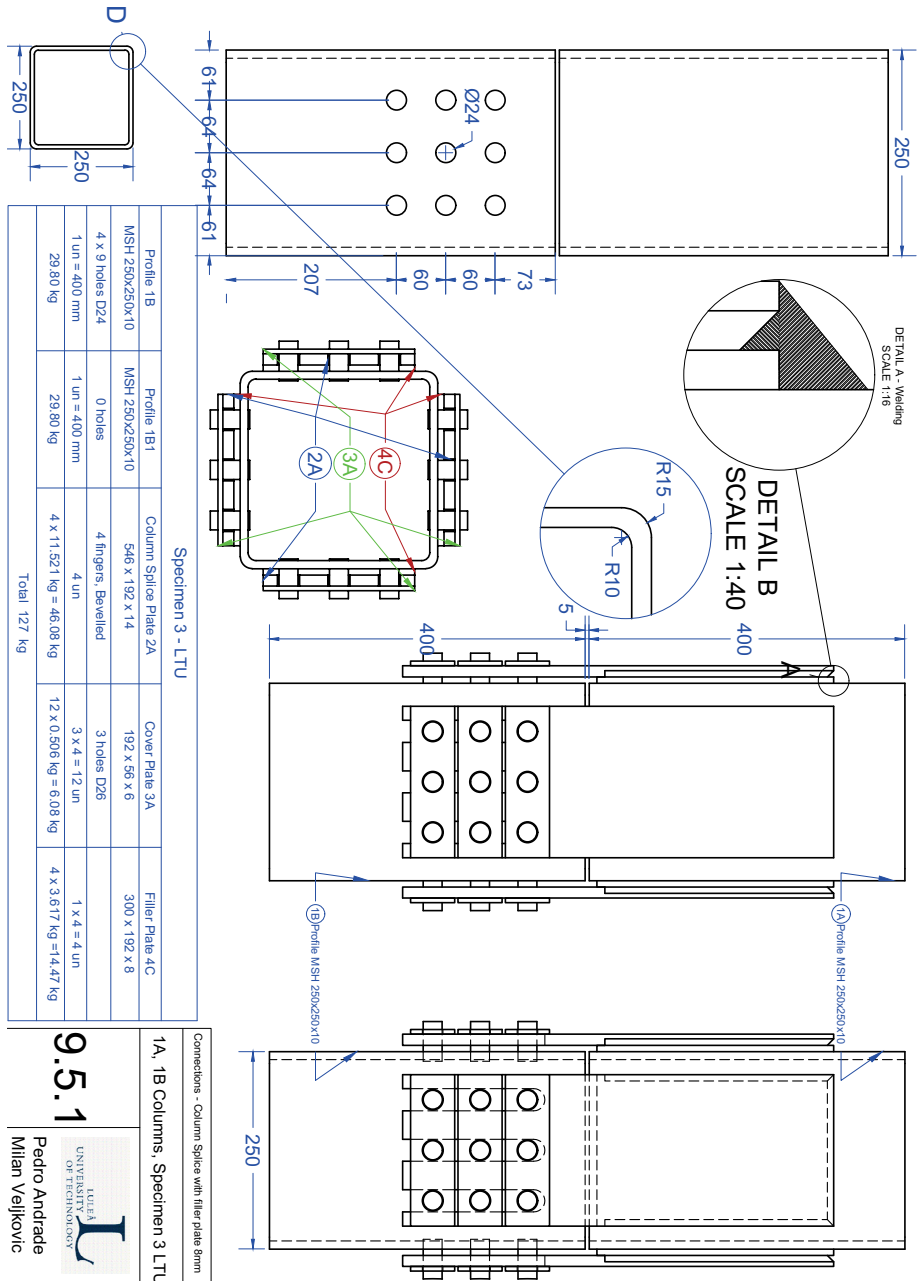 DETAIL A - Welding
SCALE 1:16
DETAIL B
SCALE 1:40
250
Ø24
61
64
64
61
207
60
60
73
D
250
250
R15
R10
4C
3A
2A
400
5
400
A
1A Profile MSH 250x250x10
1B Profile MSH 250x250x10
250
Specimen 3 - LTU
Profile 1B
Profile 1B1
Column Splice Plate 2A
Cover Plate 3A
Filler Plate 4C
MSH 250x250x10
MSH 250x250x10
546 x 192 x 14
192 x 56 x 6
300 x 192 x 8
4 x 9 holes D24
0 holes
4 fingers, Bevelled
3 holes D26
1 un = 400 mm
1 un = 400 mm
4 un
3 x 4 = 12 un
1 x 4 = 4 un
29.80 kg
29.80 kg
4 x 11.521 kg = 46.08 kg
12 x 0.506 kg = 6.08 kg
4 x 3.617 kg =14.47 kg
Total 127 kg
Connections - Column Splice with filler plate 8mm
1A, 1B Columns, Specimen 3 LTU
9.5.1
LULEÅ
UNIVERSITY
OF TECHNOLOGY
Pedro Andrade
Milan Veljkovic